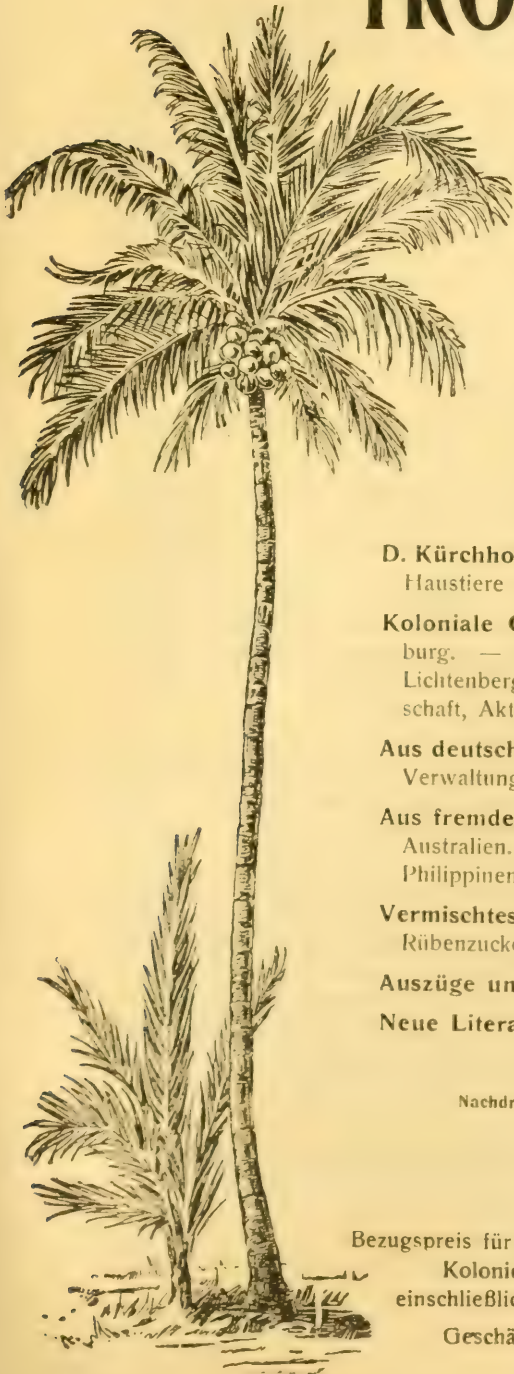 TRO
D. Kürchho
Haustiere
Koloniale G
burg. —
Lichtenberg
schaft, Akt
Aus deutsch
Verwaltung
Aus fremde
Australien.
Philippinen
Vermischtes
Rübenzucke
Auszüge un
Neue Litera
Nachdr
Bezugspreis für
Kolonie
einschließlic
Geschä